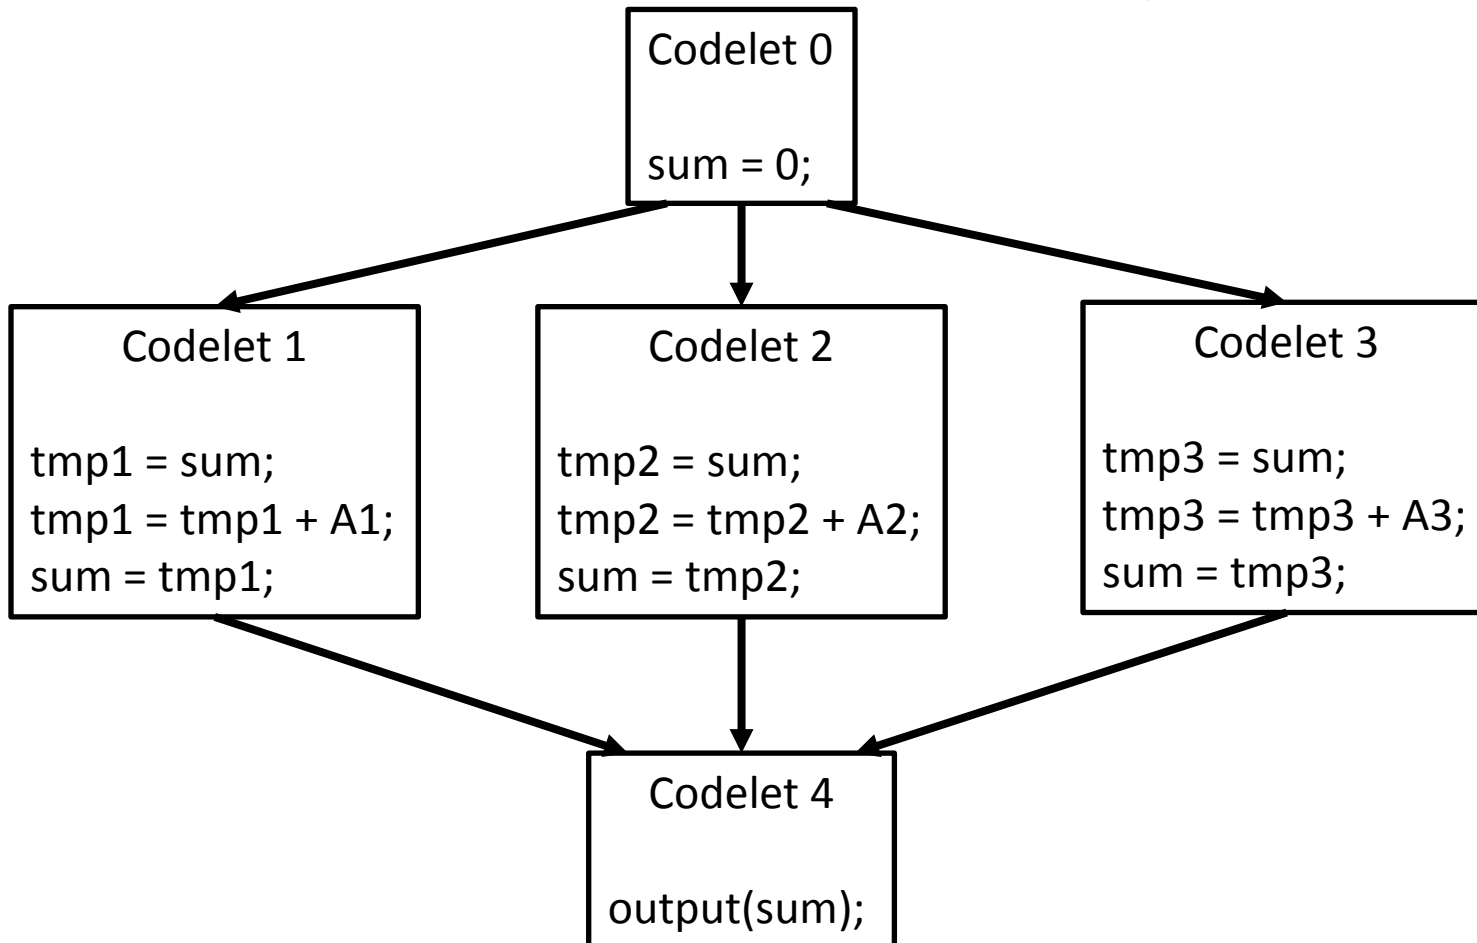 Codelet 0
sum = 0;
Codelet 1
tmp1 = sum;
tmp1 = tmp1 + A1;
sum = tmp1;
Codelet 2
tmp2 = sum;
tmp2 = tmp2 + A2;
sum = tmp2;
Codelet 3
tmp3 = sum;
tmp3 = tmp3 + A3;
sum = tmp3;
Codelet 4
output(sum);